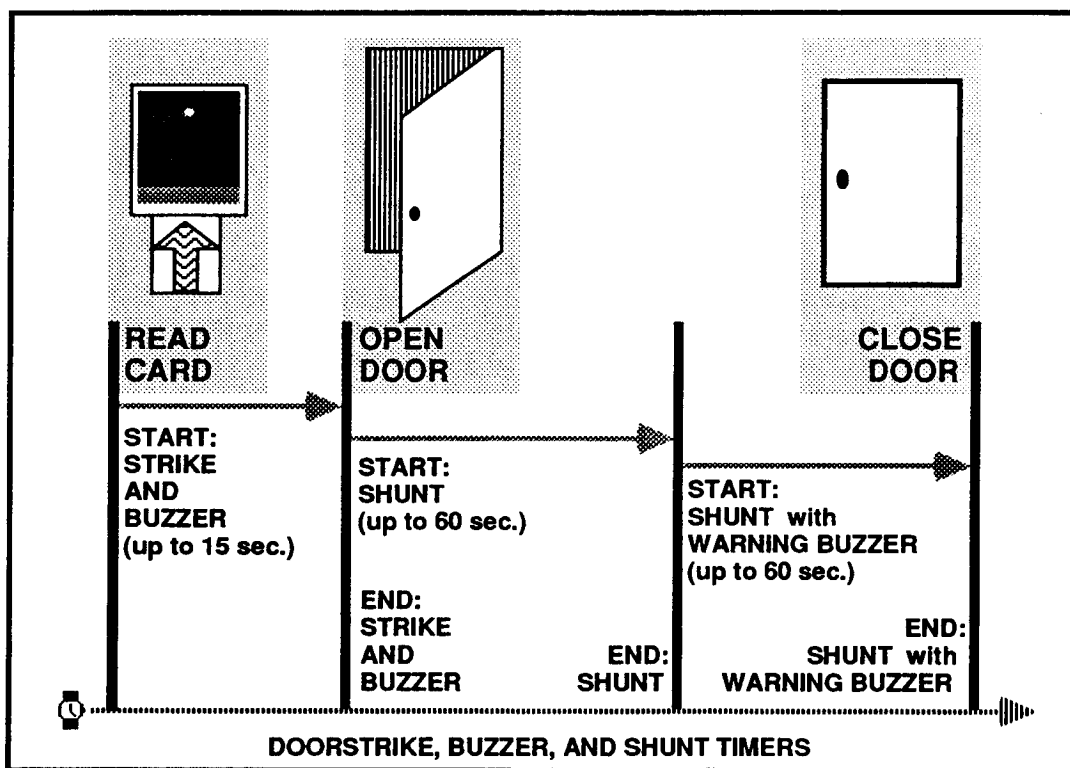 READ
CARD
OPEN
DOOR
CLOSE
DOOR
START:
STRIKE
AND
BUZZER
(up to 15 sec.)
START:
SHUNT
(up to 60 sec.)
START:
SHUNT with
WARNING BUZZER
(up to 60 sec.)
END:
STRIKE
AND
BUZZER
END:
SHUNT
END:
SHUNT with
WARNING BUZZER
DOORSTRIKE, BUZZER, AND SHUNT TIMERS